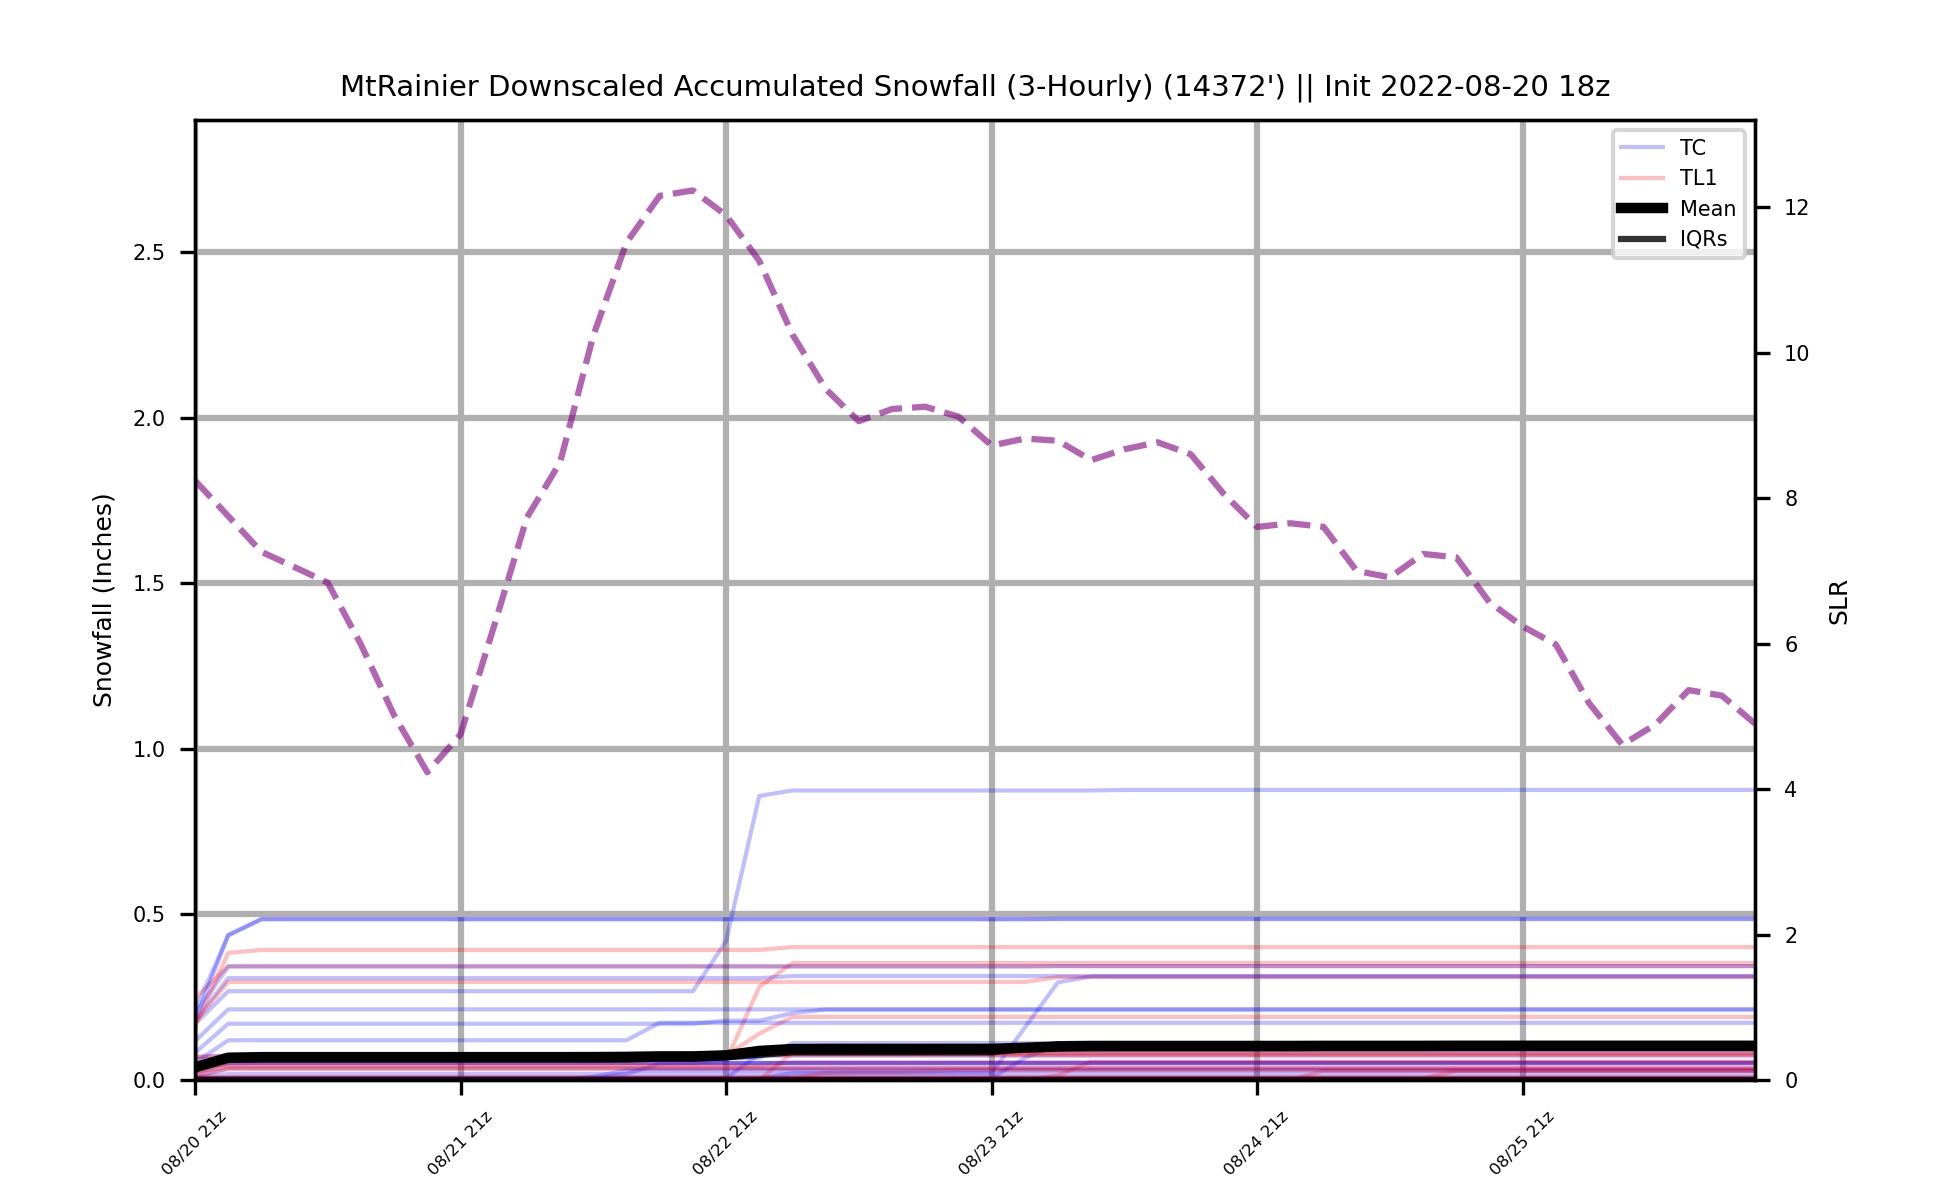 MtRainier Downscaled Accumulated Snowfall (3-Hourly) (14372') || Init 2022-08-20 18z
TC
TL1
Mean
IQRs
Snowfall (Inches)
2.5
2.0
1.5
1.0
0.5
0.0
12
10
8
6
4
2
0
SLR
08/20 21z
08/21 21z
08/22 21z
08/23 21z
08/24 21z
08/25 21z